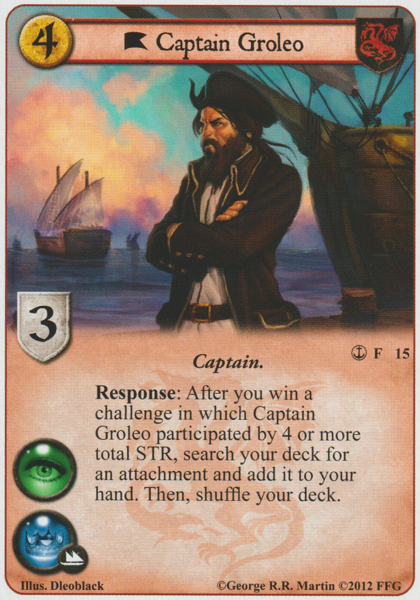 4
Captain Groleo
3
F 15
Captain.
Response: After you win a
challenge in which Captain
Groleo participated by 4 or more
total STR, search your deck for
an attachment and add it to your
hand. Then, shuffle your deck.
Illus. Dleoblack
©George R.R. Martin ©2012 FFG